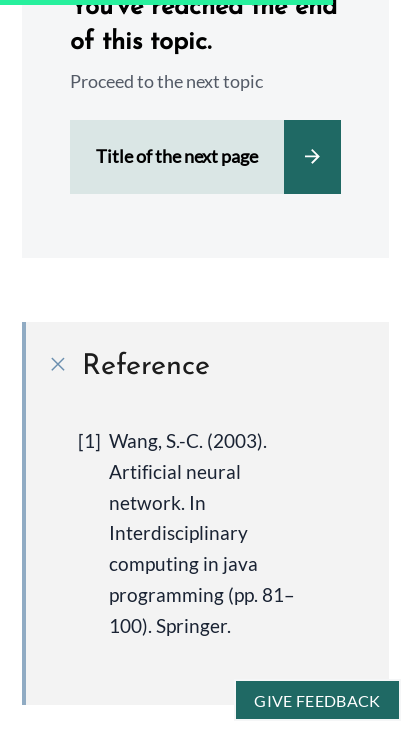 You've reached the end
of this topic.
Proceed to the next topic
Title of the next page
Reference
[1] Wang, S.-C. (2003).
Artificial neural
network. In
Interdisciplinary
computing in java
programming (pp. 81–
100). Springer.
GIVE FEEDBACK